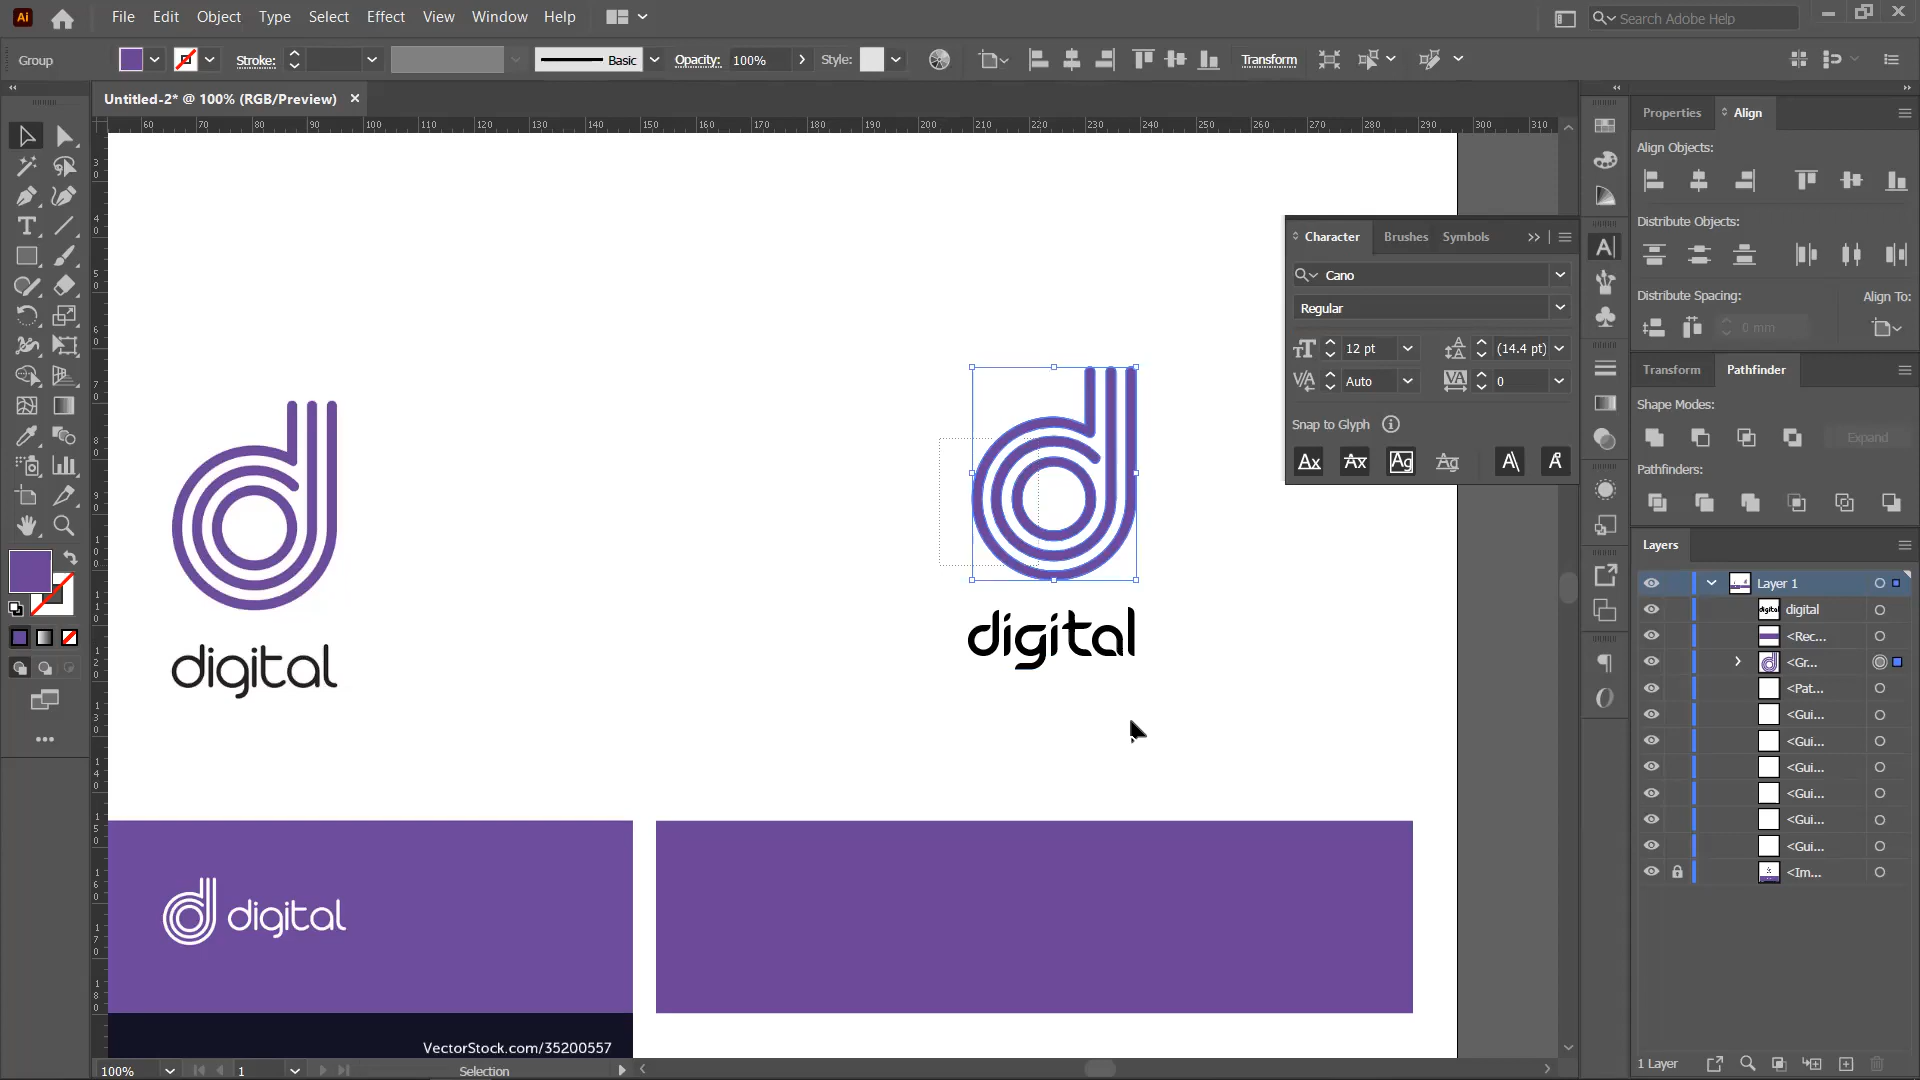 Ai
File Edit Object Type Select Effect View Window Help
Search Adobe Help
Group
Stroke:
Basic
Opacity: 100%
Style:
Transform
Untitled-2* @ 100% (RGB/Preview)
60 70 80 90 100 110 120 130 140 150 160 170 180 190 200 210 220 230 240 250 260 270 280 290 300 310
Properties Align
Align Objects:
Distribute Objects:
Distribute Spacing: Align To:
0 mm
Character Brushes Symbols
Cano
Regular
12 pt (14.4 pt)
Auto 0
Snap to Glyph
Transform Pathfinder
Shape Modes:
Expand
Pathfinders:
Layers
Layer 1
digital
<Rec...
<Gr...
<Pat...
<Gui...
<Gui...
<Gui...
<Gui...
<Gui...
<Gui...
<Im...
1 Layer
digital
digital
digital
VectorStock.com/35200557
100% 1 Selection